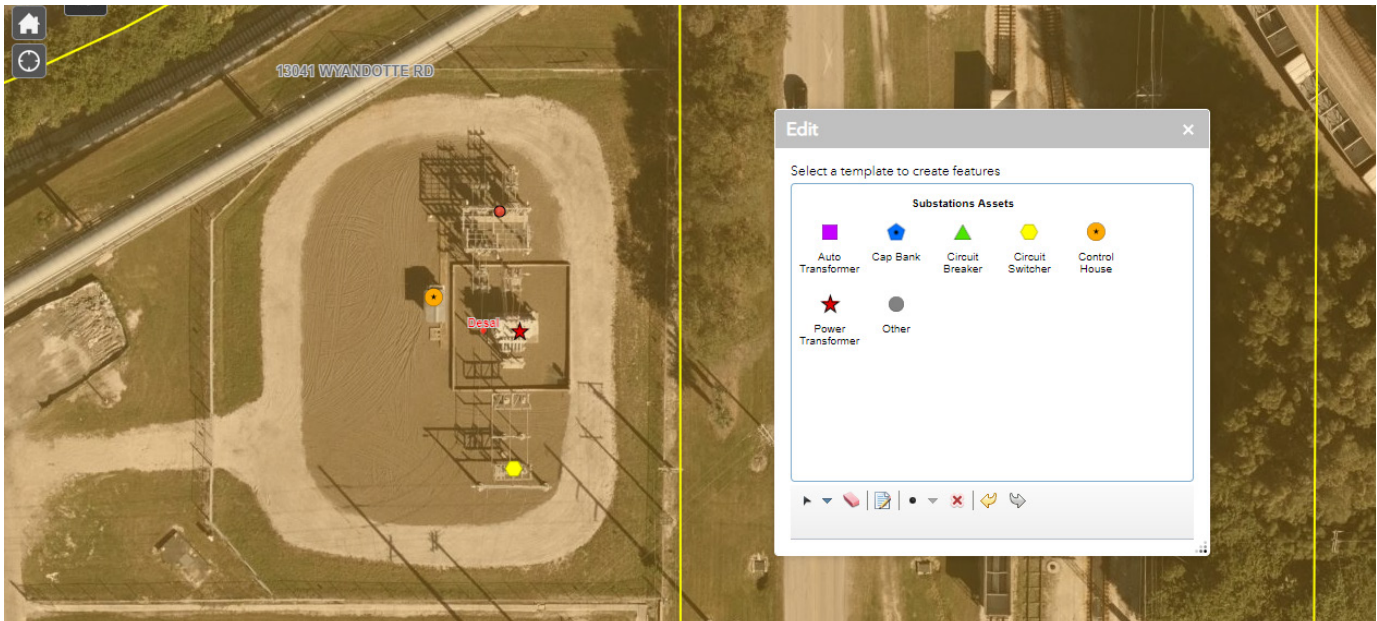 13041 WYANDOTTE RD
Desal
Edit
Select a template to create features
Substations Assets
Auto
Transformer
Cap Bank
Circuit
Breaker
Circuit
Switcher
Control
House
Power
Transformer
Other